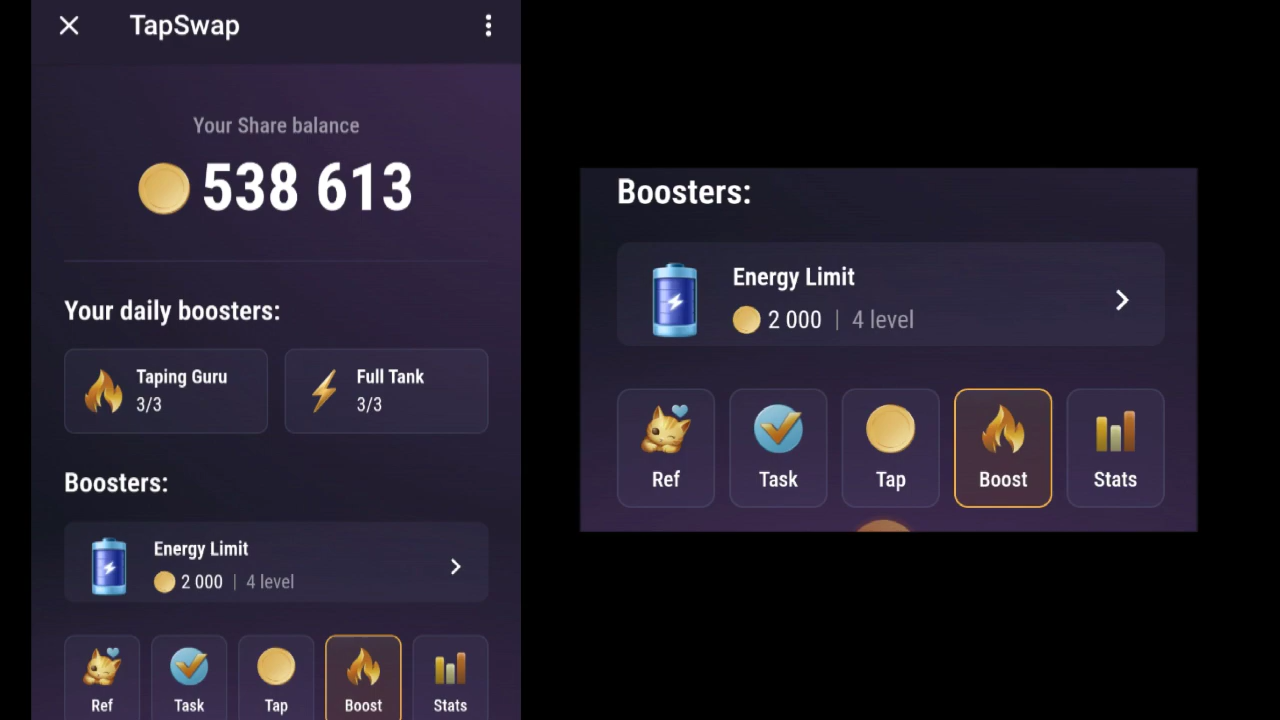 TapSwap
Your Share balance
538 613
Your daily boosters:
Taping Guru
3/3
Full Tank
3/3
Boosters:
Energy Limit
2 000 | 4 level
Ref
Task
Tap
Boost
Stats
Boosters:
Energy Limit
2 000 | 4 level
Ref
Task
Tap
Boost
Stats